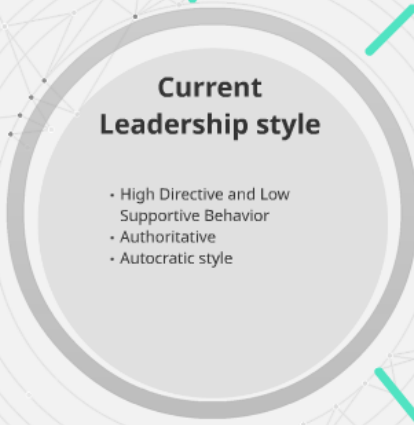 Current
Leadership style
• High Directive and Low
Supportive Behavior
• Authoritative
• Autocratic style